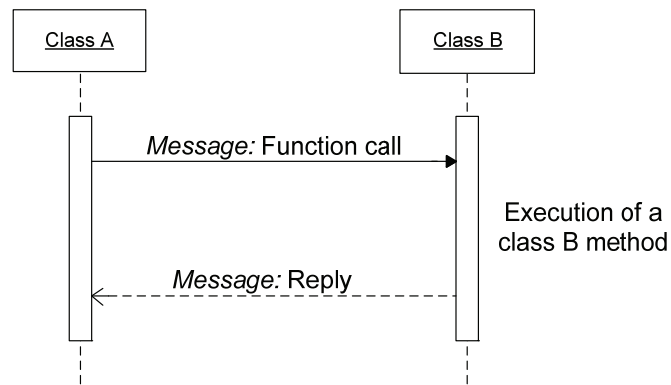 Class A
Class B
Message: Function call
Execution of a
class B method
Message: Reply